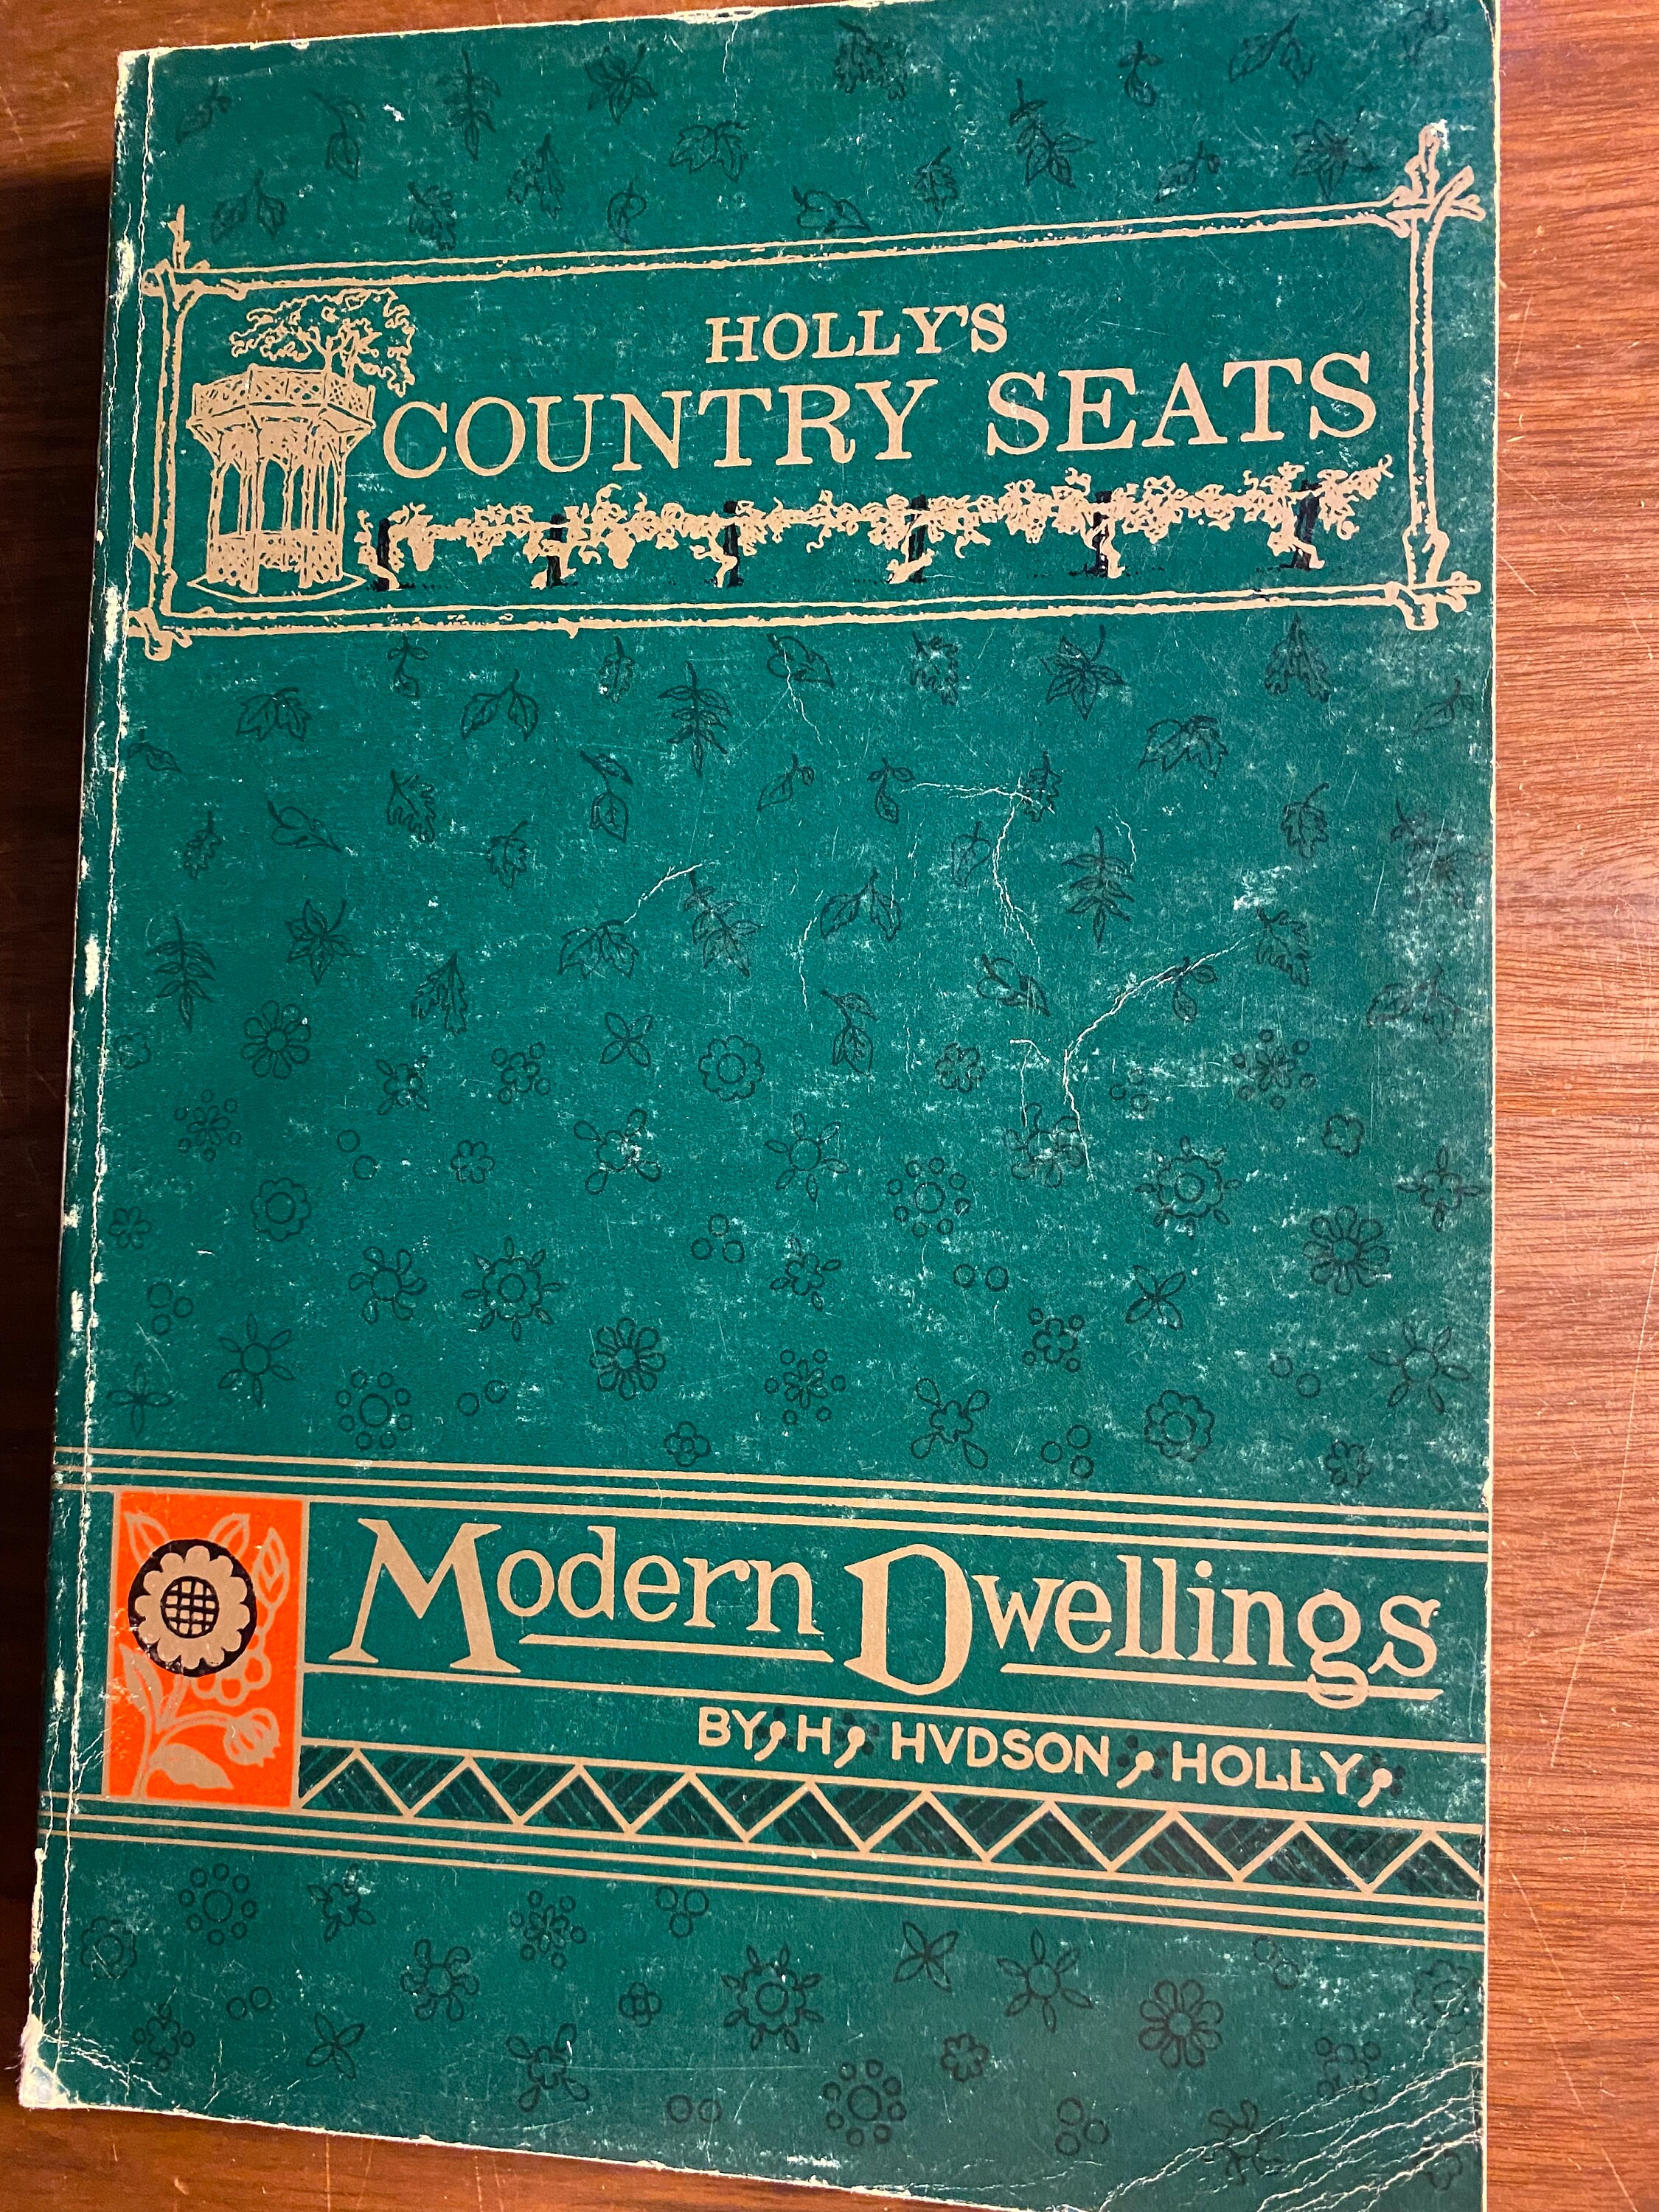 HOLLY'S
COUNTRY SEATS
Modern Dwellings
BY, H, HVDSON, HOLLY,